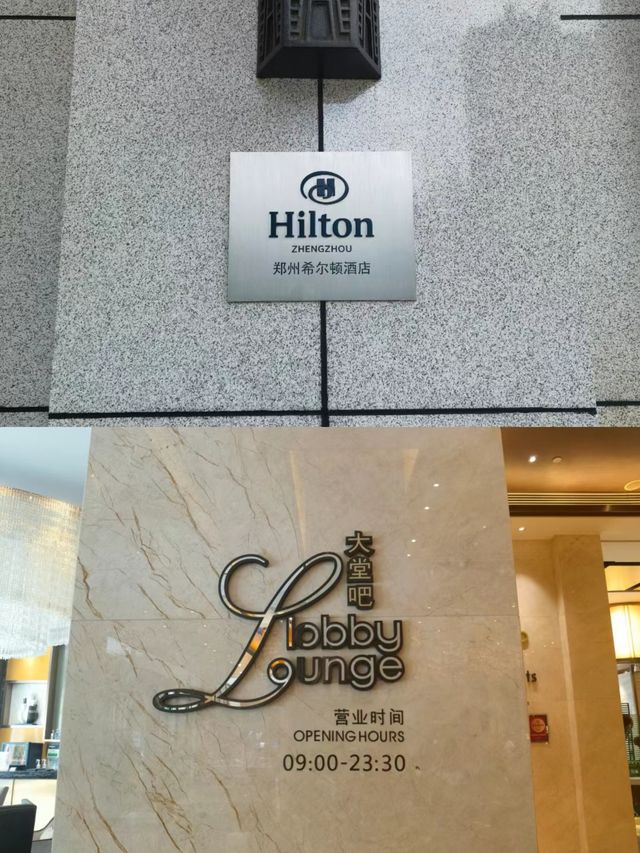 Hilton
ZHENGZHOU
郑州希尔顿酒店
大堂吧
lobby
Lounge
营业时间
OPENING HOURS
09:00-23:30